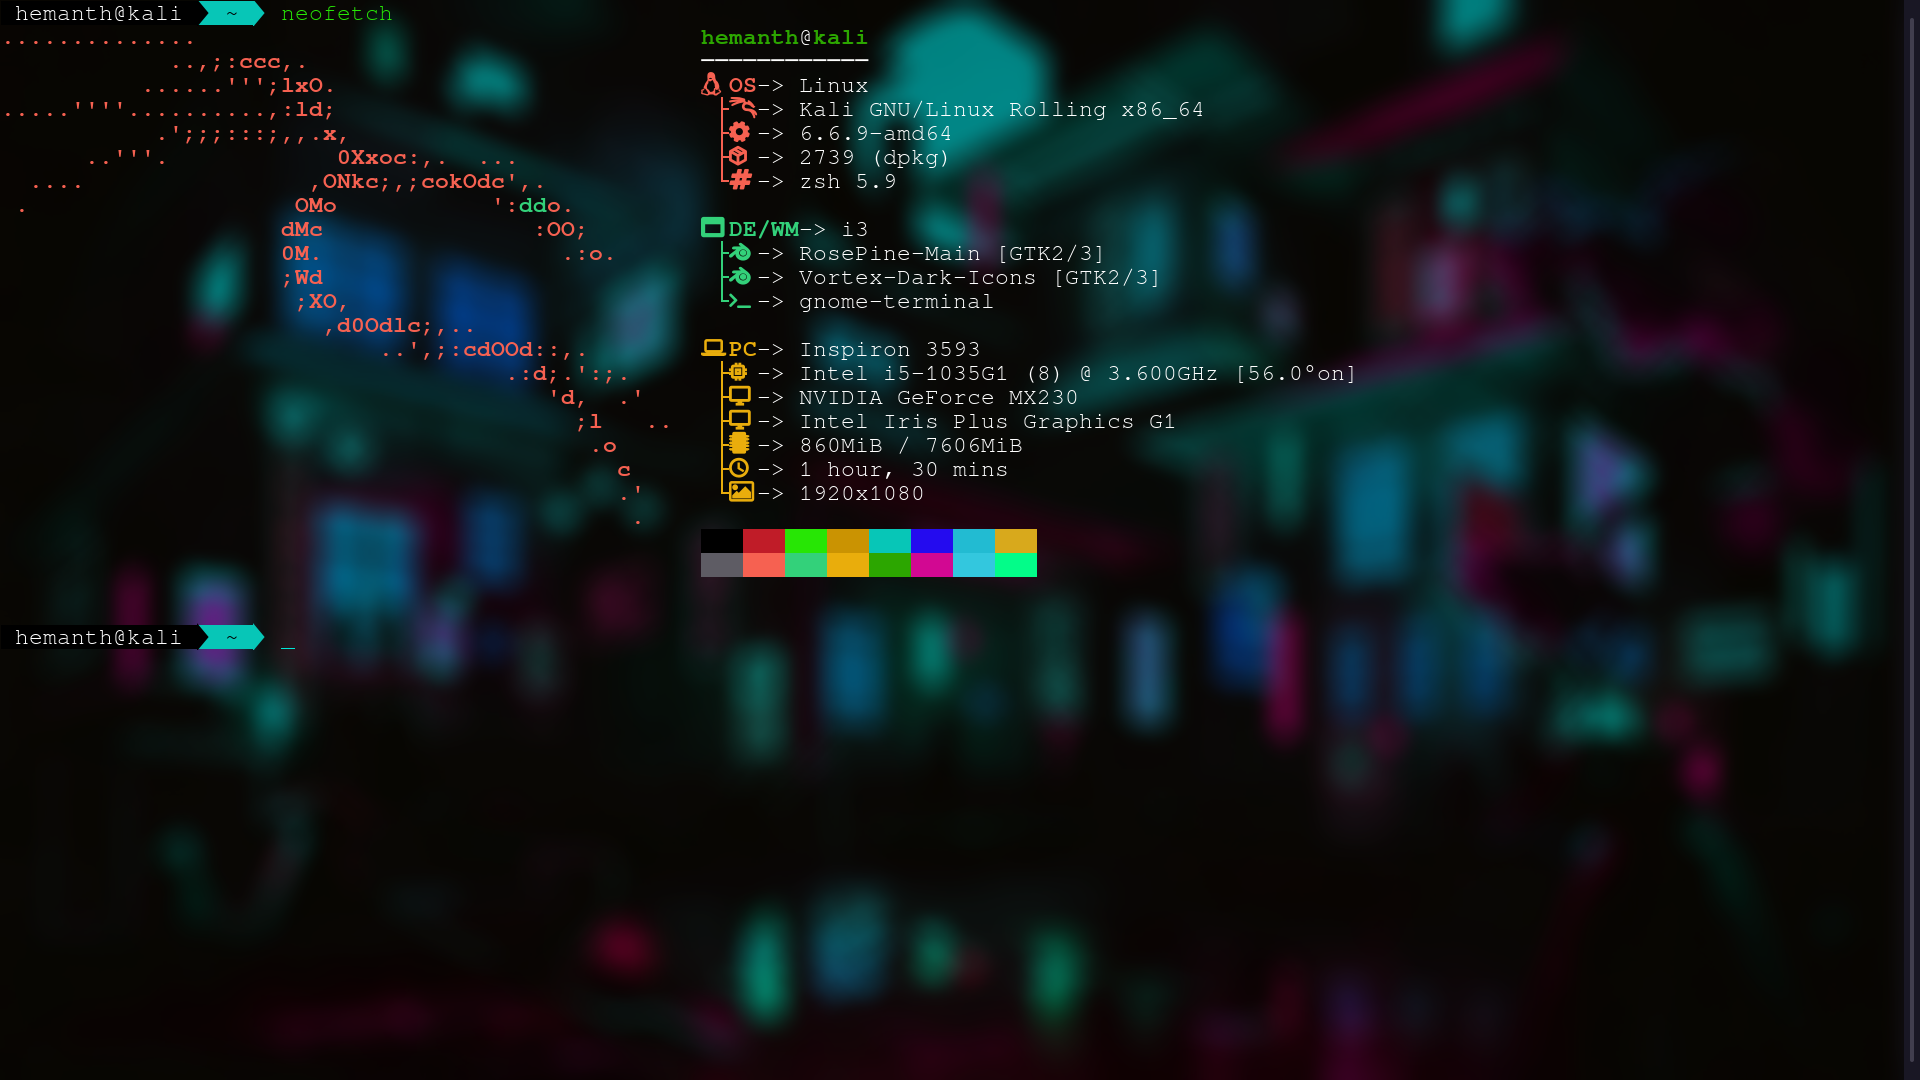 hemanth@kali ~ neofetch
..............
..,;:ccc,.
......''';lxO.
.....''''..........,:ld;
.';;;:::;,,.x,
..'''. 0Xxoc:,. ...
.... ,ONkc;,;cokOdc',.
. OMo ':ddo.
dMc :OO;
0M. .:o.
;Wd
;XO,
,d0Odlc;,..
..',;:cdOOd::,.
.:d;.':;.
'd, .'
;l ..
.o
c
.'
.
hemanth@kali
------------
OS-> Linux
-> Kali GNU/Linux Rolling x86_64
-> 6.6.9-amd64
-> 2739 (dpkg)
-> zsh 5.9
DE/WM-> i3
-> RosePine-Main [GTK2/3]
-> Vortex-Dark-Icons [GTK2/3]
-> gnome-terminal
PC-> Inspiron 3593
-> Intel i5-1035G1 (8) @ 3.600GHz [56.0°on]
-> NVIDIA GeForce MX230
-> Intel Iris Plus Graphics G1
-> 860MiB / 7606MiB
-> 1 hour, 30 mins
-> 1920x1080
hemanth@kali ~ _